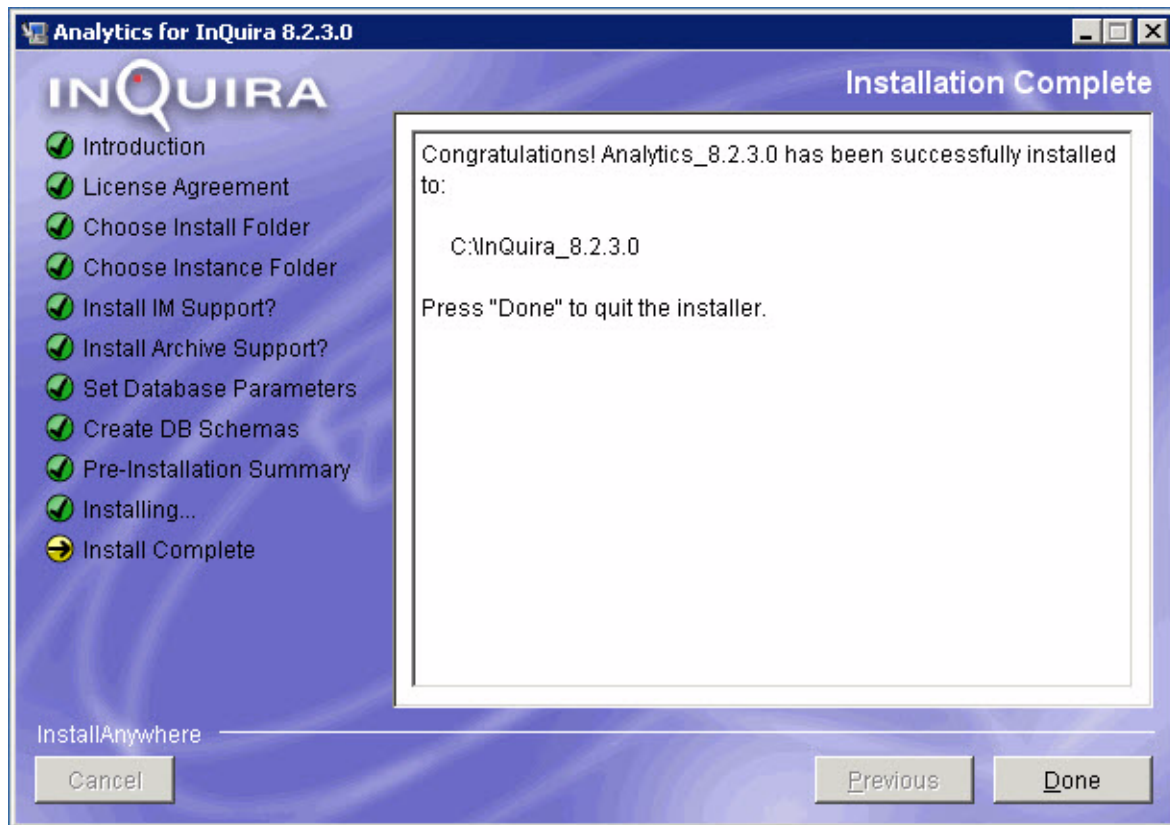 Analytics for InQuira 8.2.3.0
INQUIRA
Installation Complete
Introduction
License Agreement
Choose Install Folder
Choose Instance Folder
Install IM Support?
Install Archive Support?
Set Database Parameters
Create DB Schemas
Pre-Installation Summary
Installing...
Install Complete
Congratulations! Analytics_8.2.3.0 has been successfully installed
to:
C:\InQuira_8.2.3.0
Press "Done" to quit the installer.
InstallAnywhere
Cancel
Previous
Done